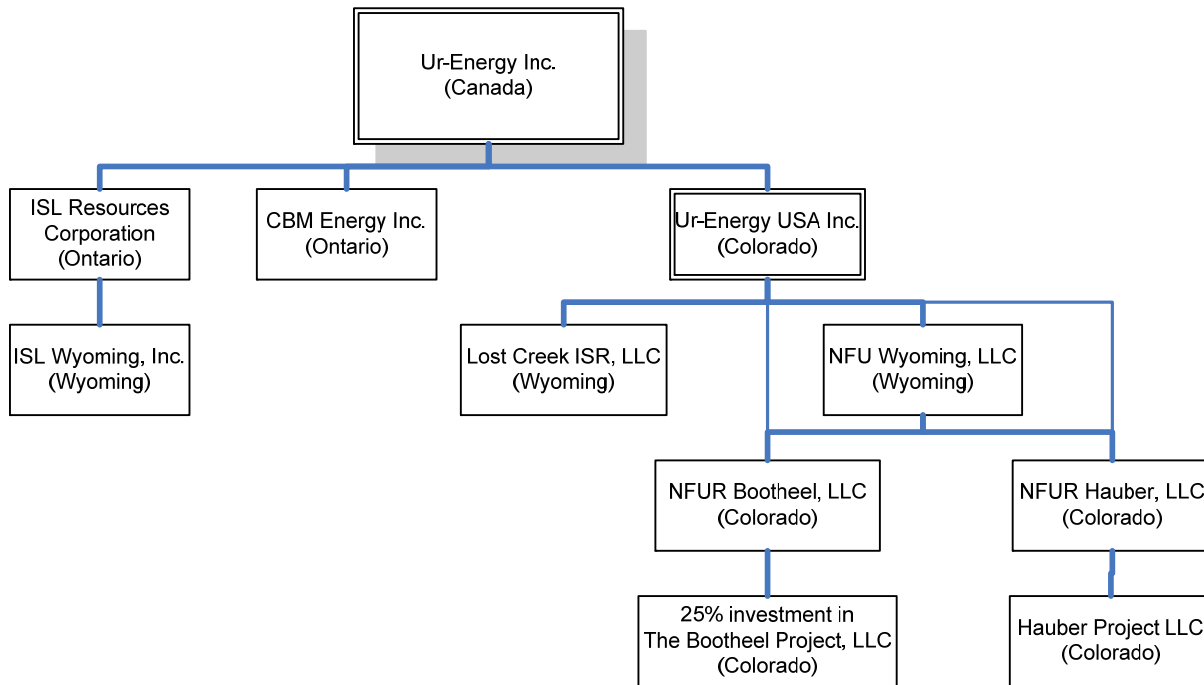 Ur-Energy Inc.
(Canada)
ISL Resources
Corporation
(Ontario)
CBM Energy Inc.
(Ontario)
Ur-Energy USA Inc.
(Colorado)
ISL Wyoming, Inc.
(Wyoming)
Lost Creek ISR, LLC
(Wyoming)
NFU Wyoming, LLC
(Wyoming)
NFUR Bootheel, LLC
(Colorado)
NFUR Hauber, LLC
(Colorado)
25% investment in
The Bootheel Project, LLC
(Colorado)
Hauber Project LLC
(Colorado)